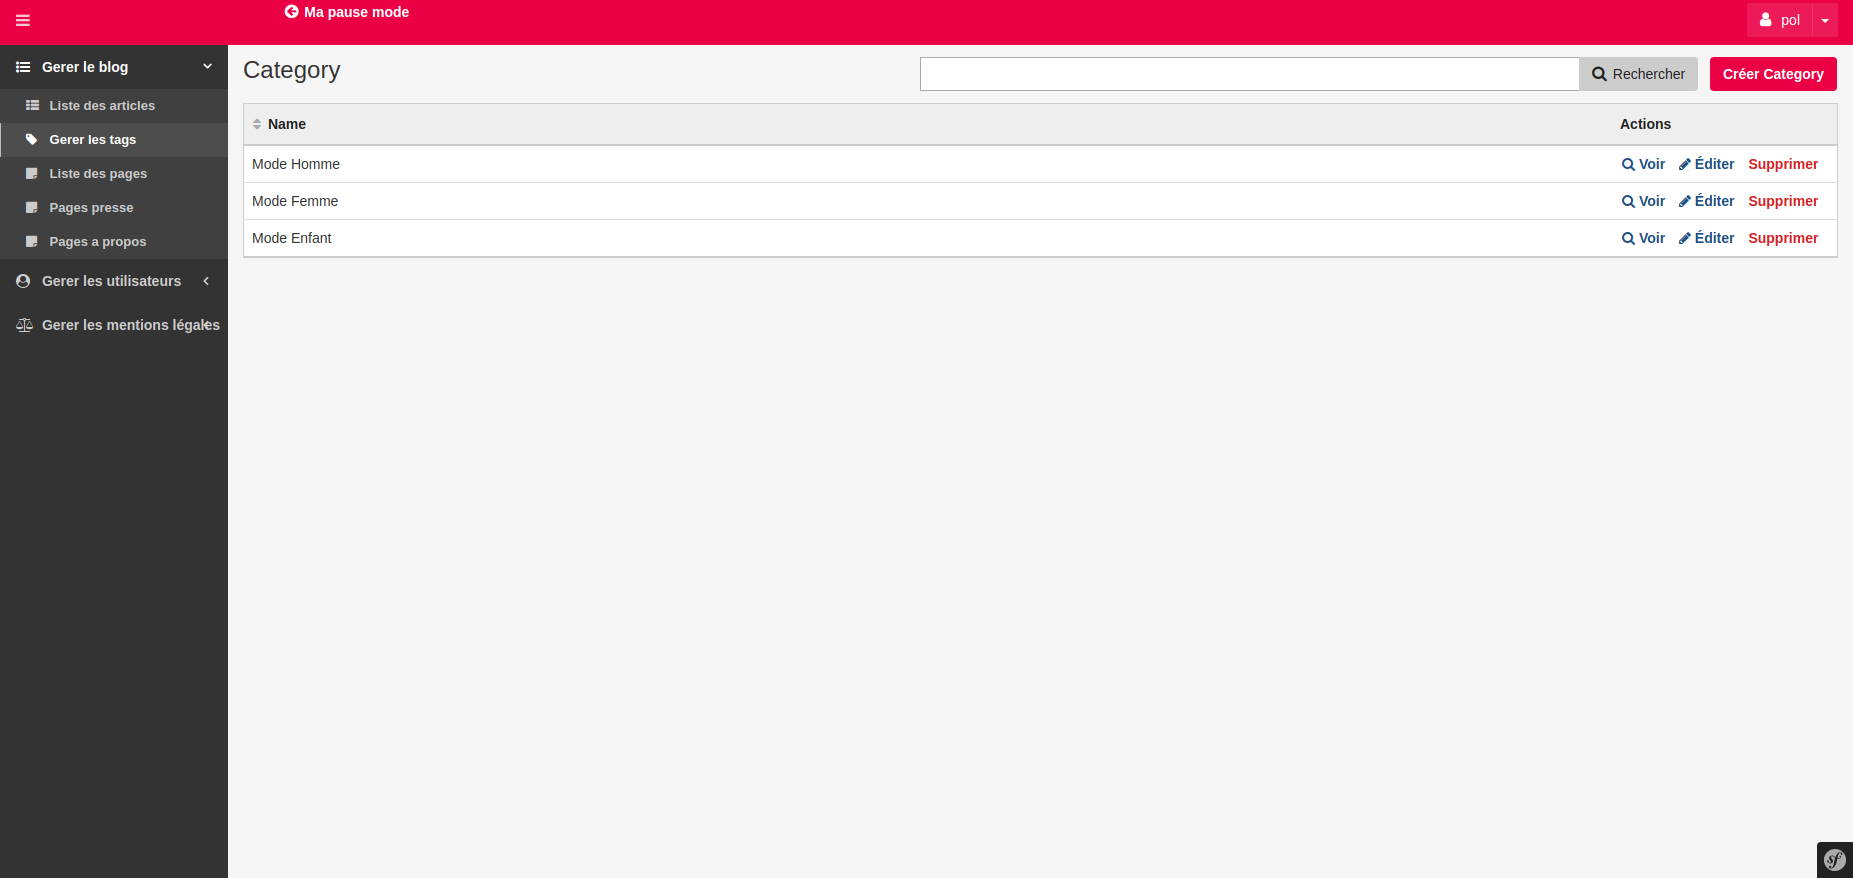 Ma pause mode
pol
Gerer le blog
Liste des articles
Gerer les tags
Liste des pages
Pages presse
Pages a propos
Gerer les utilisateurs
Gerer les mentions légales
Category
Rechercher
Créer Category
Name Actions
Mode Homme Voir Éditer Supprimer
Mode Femme Voir Éditer Supprimer
Mode Enfant Voir Éditer Supprimer
sf